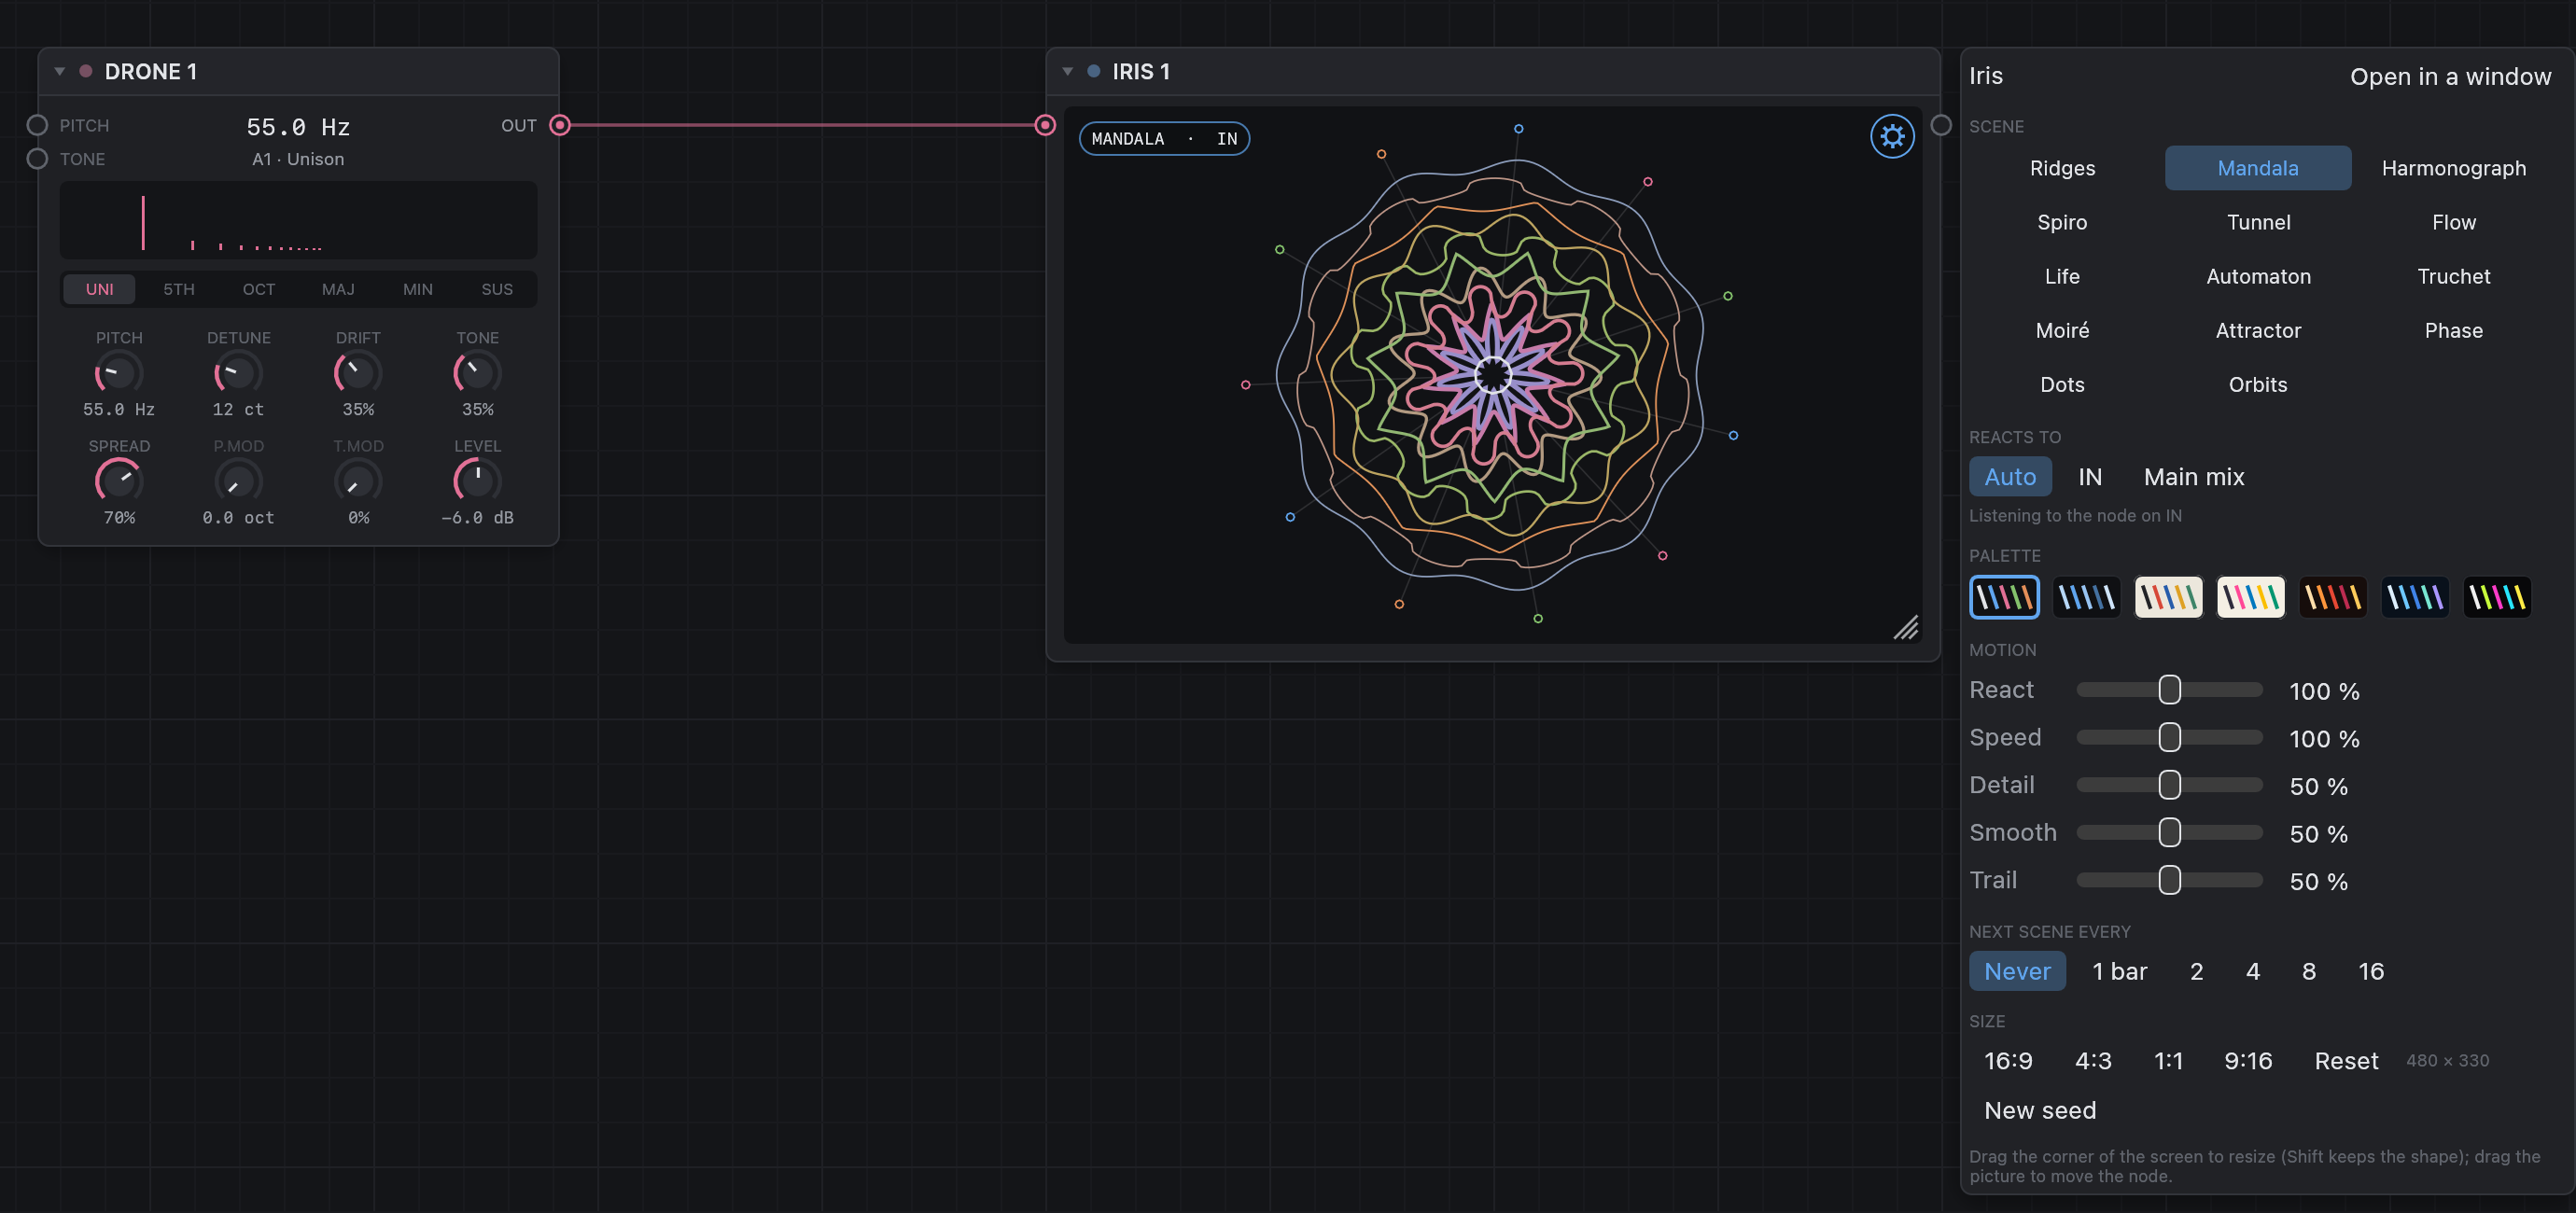 DRONE 1
PITCH 55.0 Hz OUT
TONE A1 · Unison
UNI 5TH OCT MAJ MIN SUS
PITCH DETUNE DRIFT TONE
55.0 Hz 12 ct 35% 35%
SPREAD P.MOD T.MOD LEVEL
70% 0.0 oct 0% −6.0 dB
IRIS 1
MANDALA · IN
Iris Open in a window
SCENE
Ridges Mandala Harmonograph
Spiro Tunnel Flow
Life Automaton Truchet
Moiré Attractor Phase
Dots Orbits
REACTS TO
Auto IN Main mix
Listening to the node on IN
PALETTE
MOTION
React 100 %
Speed 100 %
Detail 50 %
Smooth 50 %
Trail 50 %
NEXT SCENE EVERY
Never 1 bar 2 4 8 16
SIZE
16:9 4:3 1:1 9:16 Reset 480 × 330
New seed
Drag the corner of the screen to resize (Shift keeps the shape); drag the
picture to move the node.